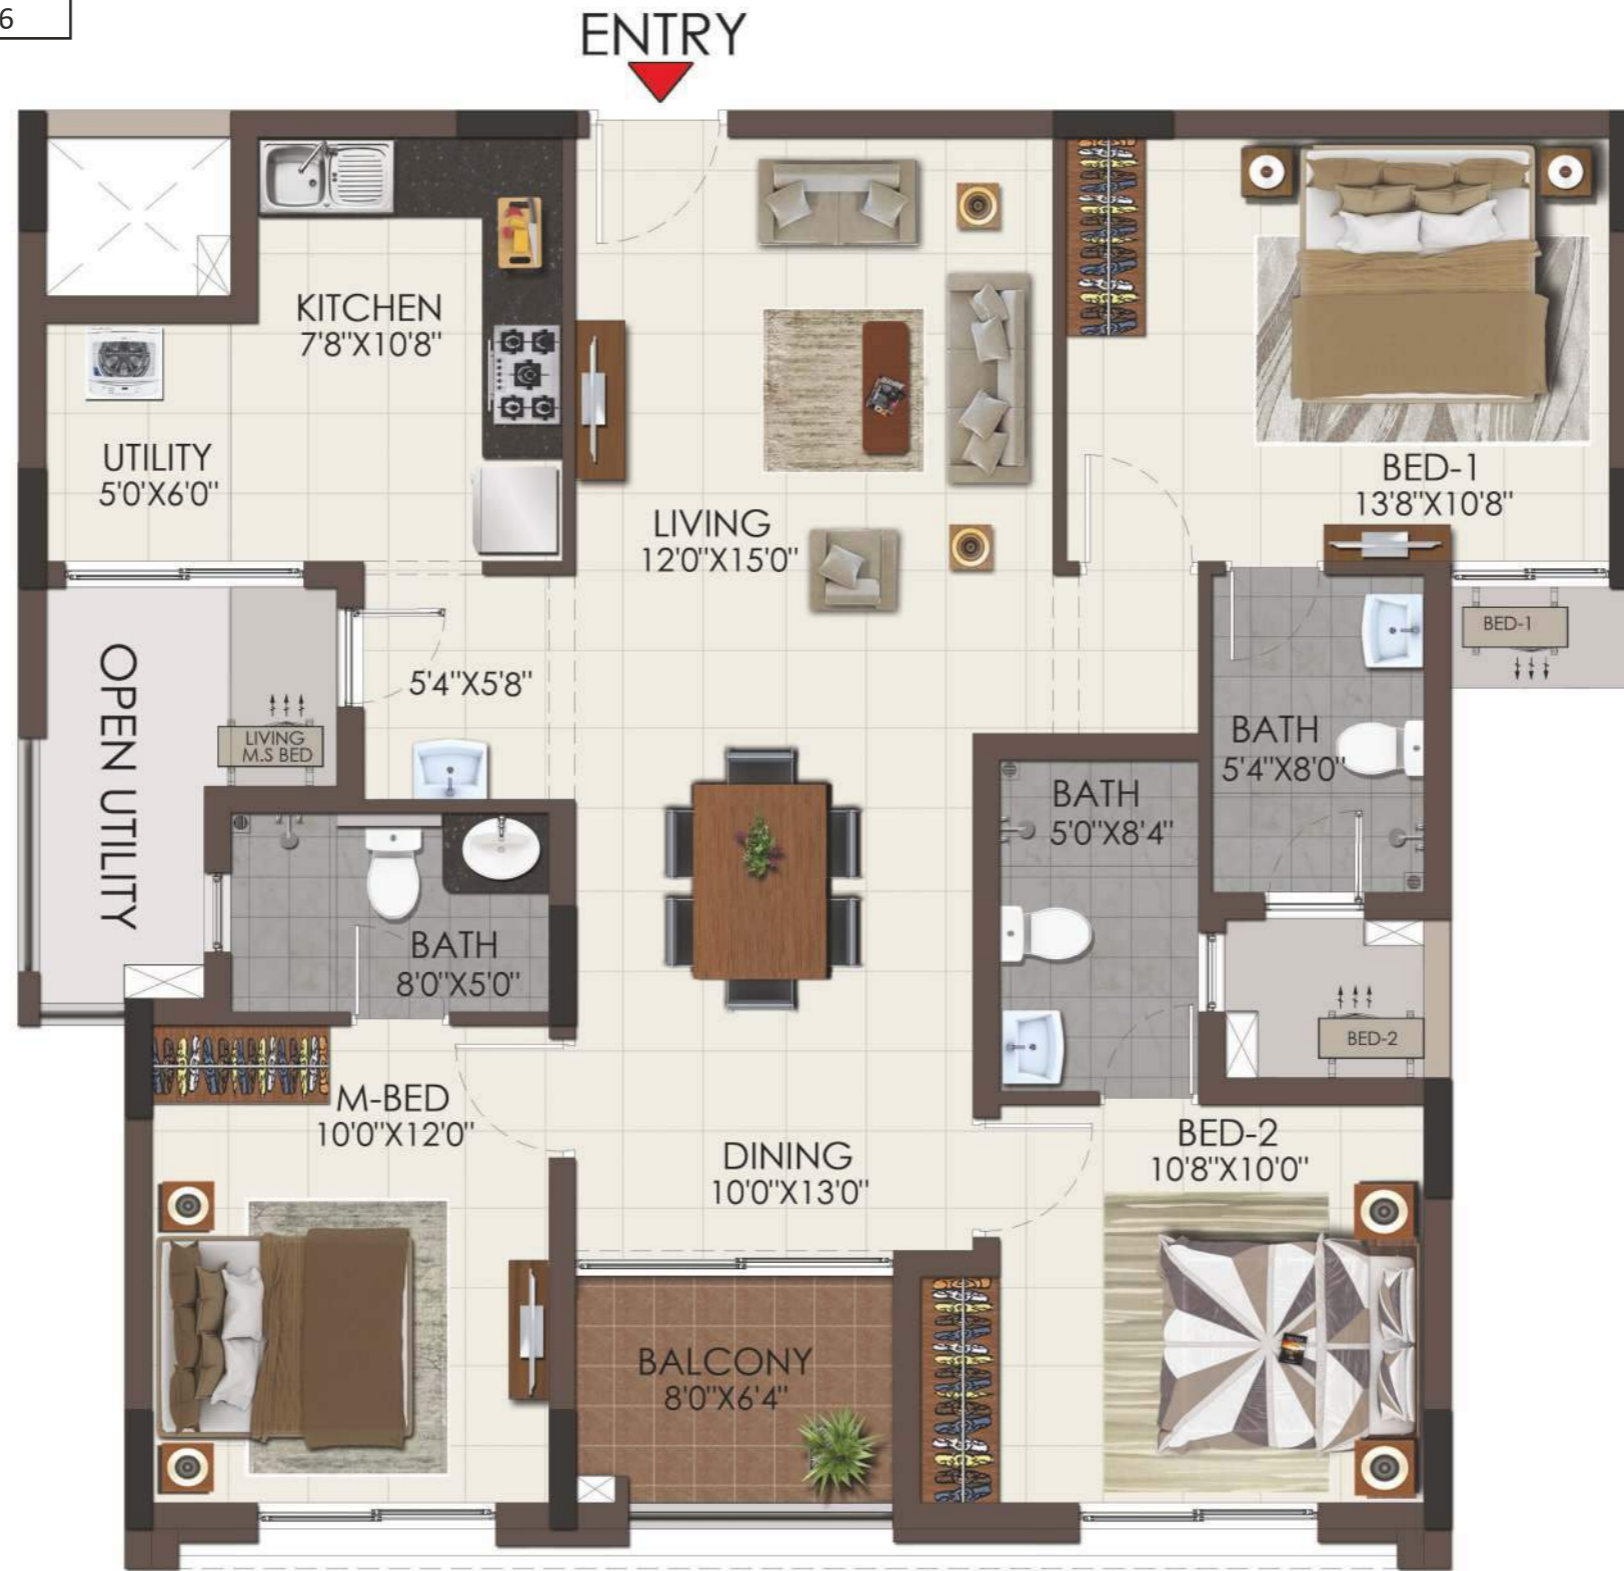 6
ENTRY
KITCHEN
7'8"X10'8"
UTILITY
5'0'X6'0"
LIVING
12'0"X15'0"
BED-1
13'8"X10'8"
BED-1
OPEN UTILITY
5'4"X5'8"
LIVING
M.S BED
BATH
5'4"X8'0"
BATH
5'0"X8'4"
BATH
8'0"X5'0"
BED-2
M-BED
10'0"X12'0"
DINING
10'0"X13'0"
BED-2
10'8"X10'0"
BALCONY
8'0"X6'4"